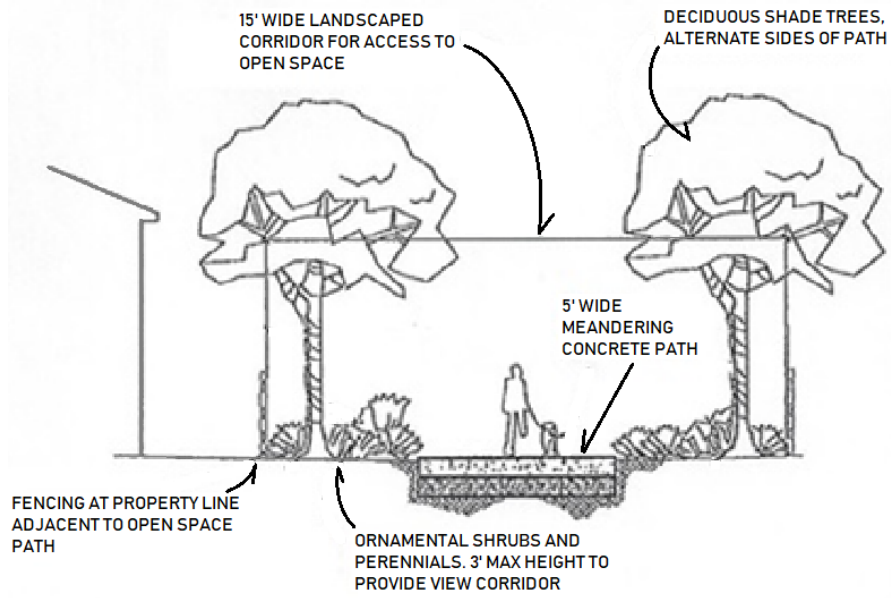 15' WIDE LANDSCAPED
CORRIDOR FOR ACCESS TO
OPEN SPACE
DECIDUOUS SHADE TREES,
ALTERNATE SIDES OF PATH
5' WIDE
MEANDERING
CONCRETE PATH
FENCING AT PROPERTY LINE
ADJACENT TO OPEN SPACE
PATH
ORNAMENTAL SHRUBS AND
PERENNIALS. 3' MAX HEIGHT TO
PROVIDE VIEW CORRIDOR